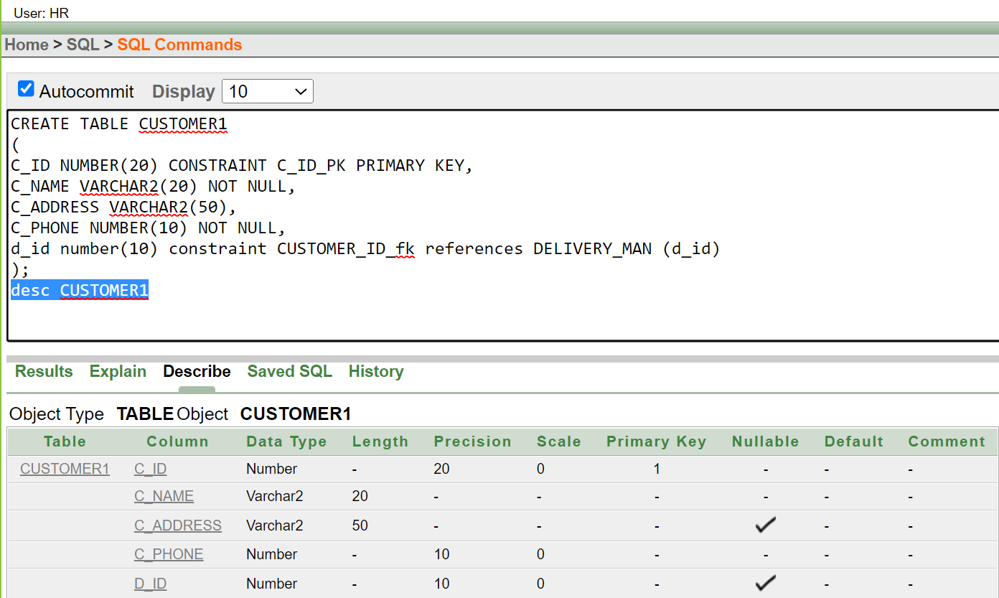 User: HR
Home > SQL > SQL Commands
Autocommit Display 10
CREATE TABLE CUSTOMER1
(
C_ID NUMBER(20) CONSTRAINT C_ID_PK PRIMARY KEY,
C_NAME VARCHAR2(20) NOT NULL,
C_ADDRESS VARCHAR2(50),
C_PHONE NUMBER(10) NOT NULL,
d_id number(10) constraint CUSTOMER_ID_fk references DELIVERY_MAN (d_id)
);
desc CUSTOMER1
Results Explain Describe Saved SQL History
Object Type TABLE Object CUSTOMER1
Table Column Data Type Length Precision Scale Primary Key Nullable Default Comment
CUSTOMER1 C_ID Number - 20 0 1 - - -
C_NAME Varchar2 20 - - - - - -
C_ADDRESS Varchar2 50 - - - - -
C_PHONE Number - 10 0 - - - -
D_ID Number - 10 0 - - -